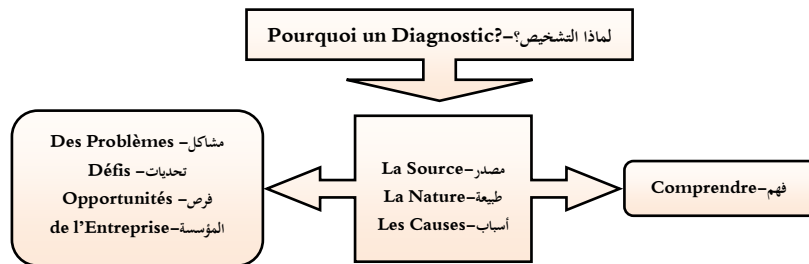 Pourquoi un Diagnostic?–لماذا التشخيص؟
Des Problèmes –مشاكل
Défis –تحديات
Opportunités –فرص
de l'Entreprise–المؤسسة
La Source–مصدر
La Nature–طبيعة
Les Causes–أسباب
Comprendre–فهم